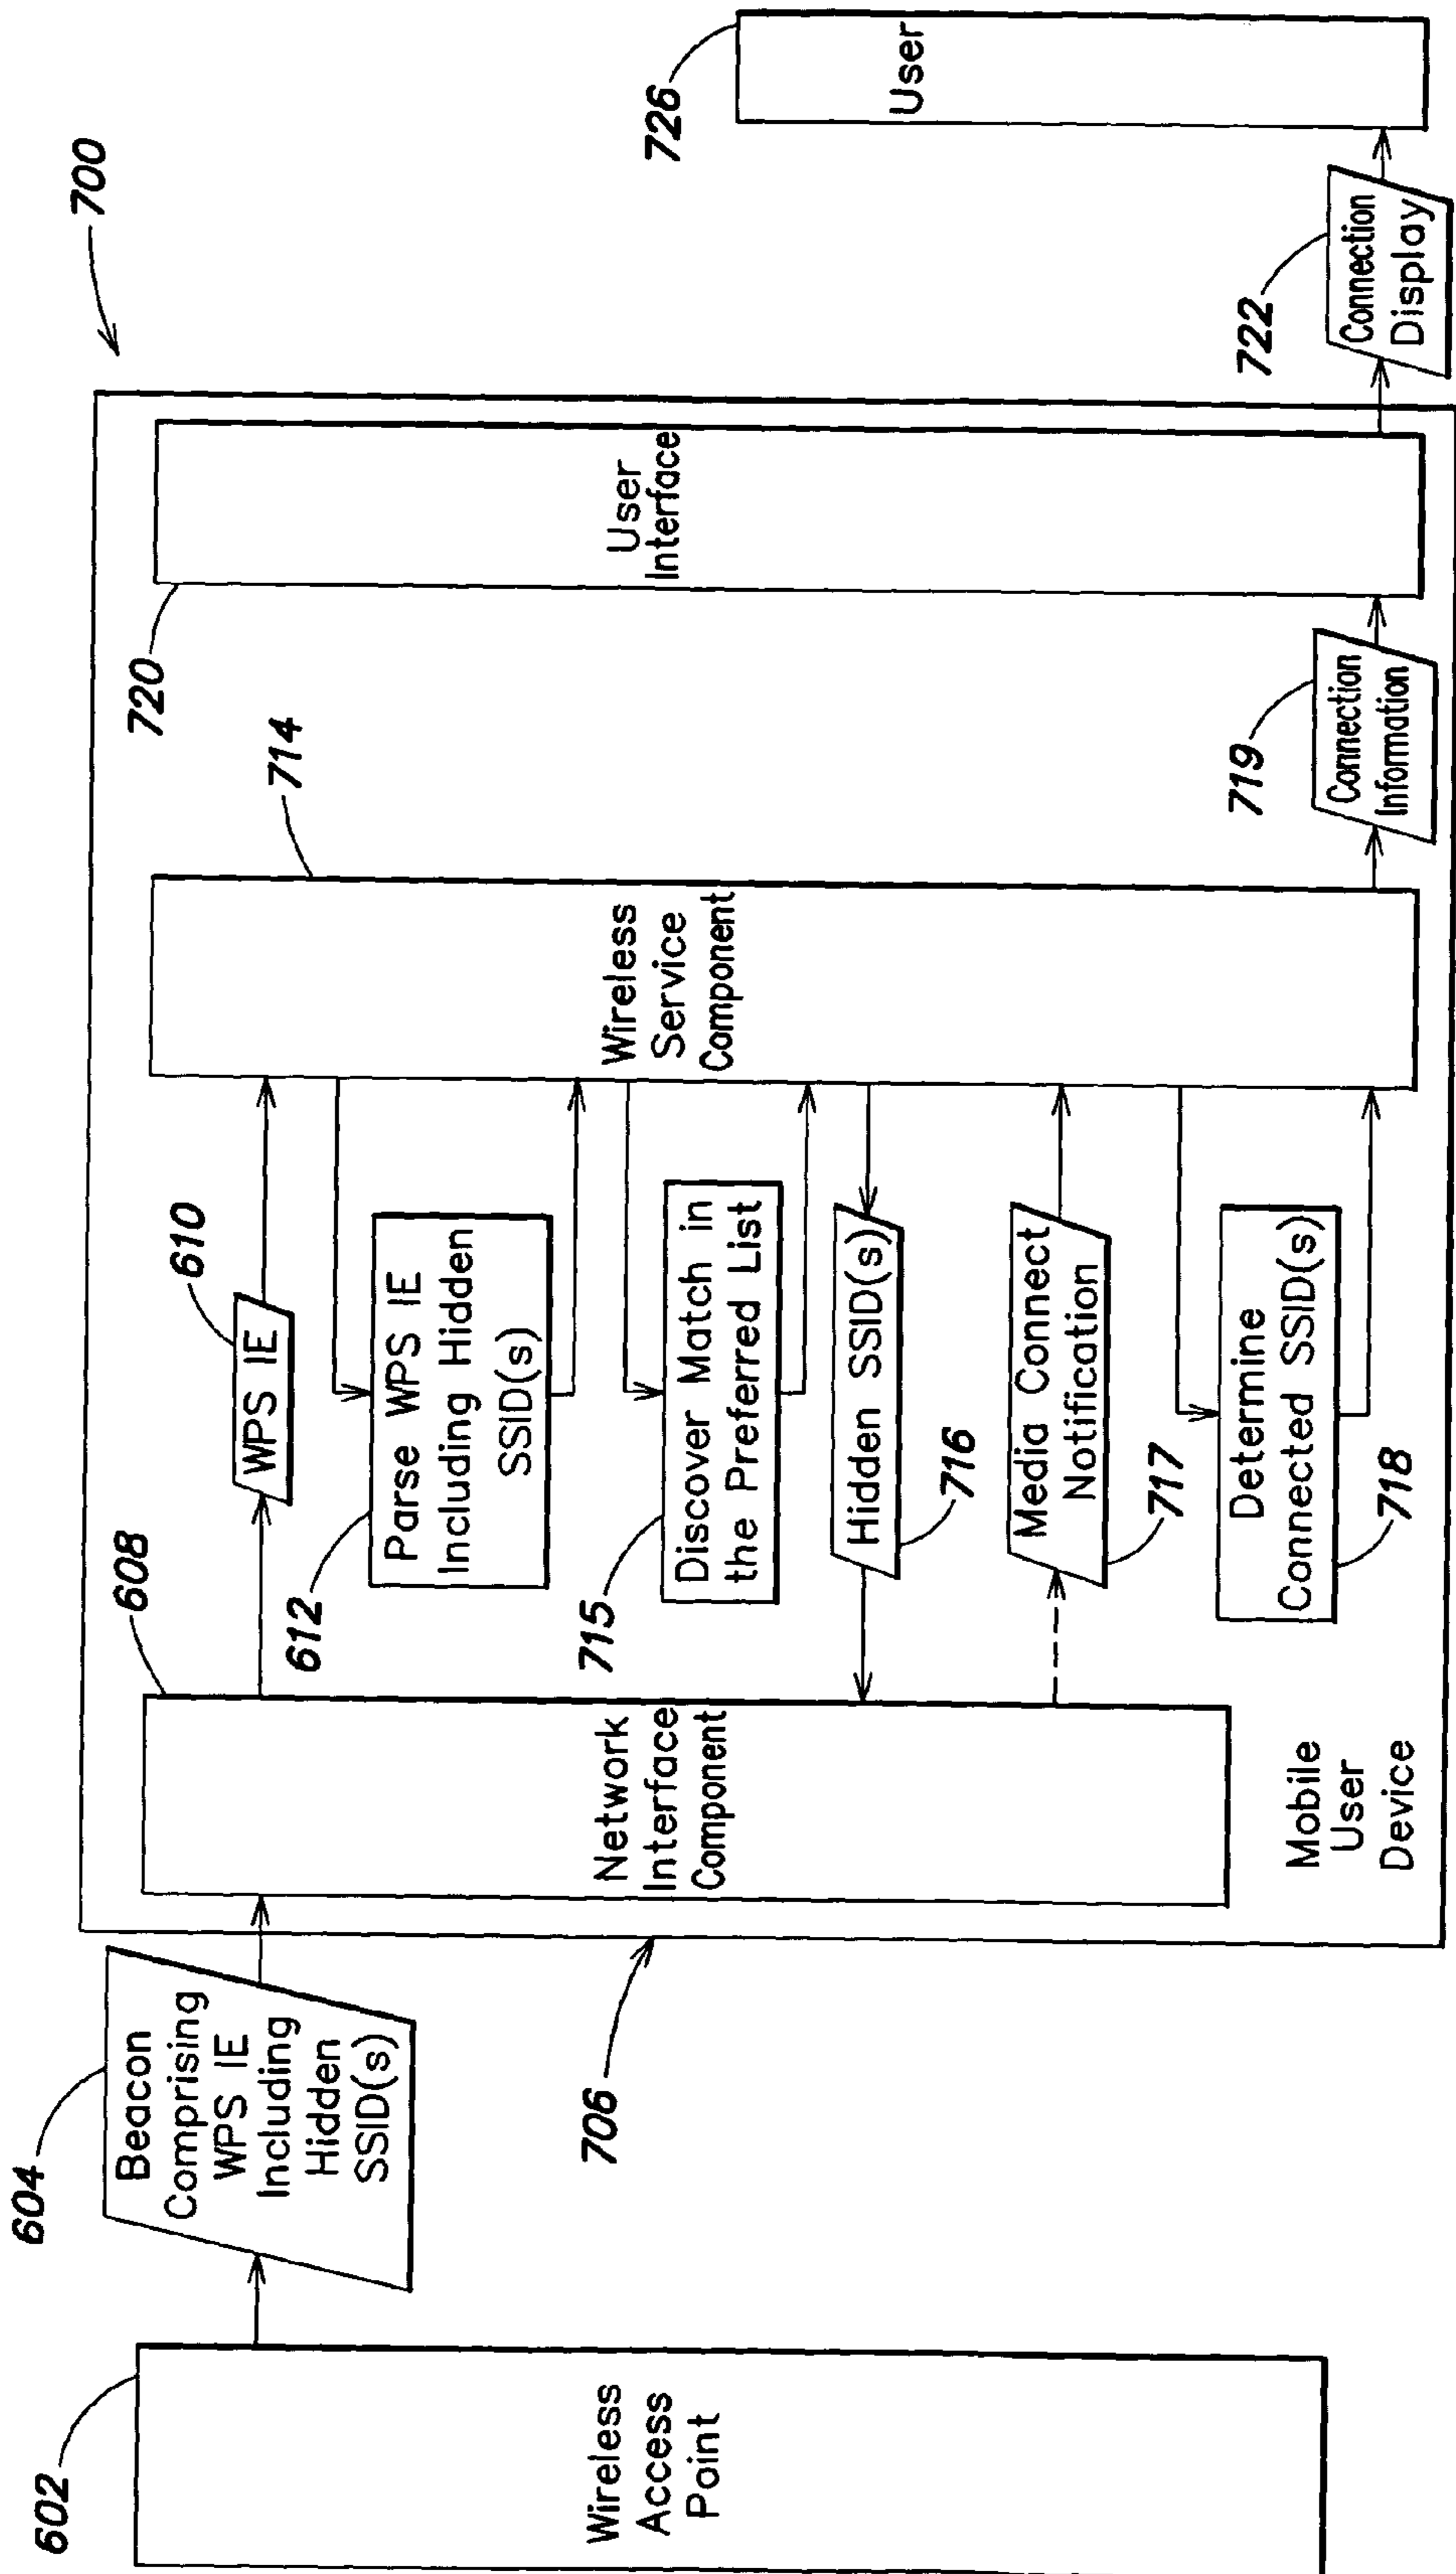 700
602
Wireless
Access
Point
604
Beacon
Comprising
WPS IE
Including
Hidden
SSID(s)
706
608
Network
Interface
Component
Mobile
User
Device
610
WPS IE
612
Parse WPS IE
Including Hidden
SSID(s)
715
Discover Match in
the Preferred List
Hidden SSID(s)
716
Media Connect
Notification
717
Determine
Connected SSID(s)
718
714
Wireless
Service
Component
719
Connection
Information
720
User
Interface
722
Connection
Display
726
User